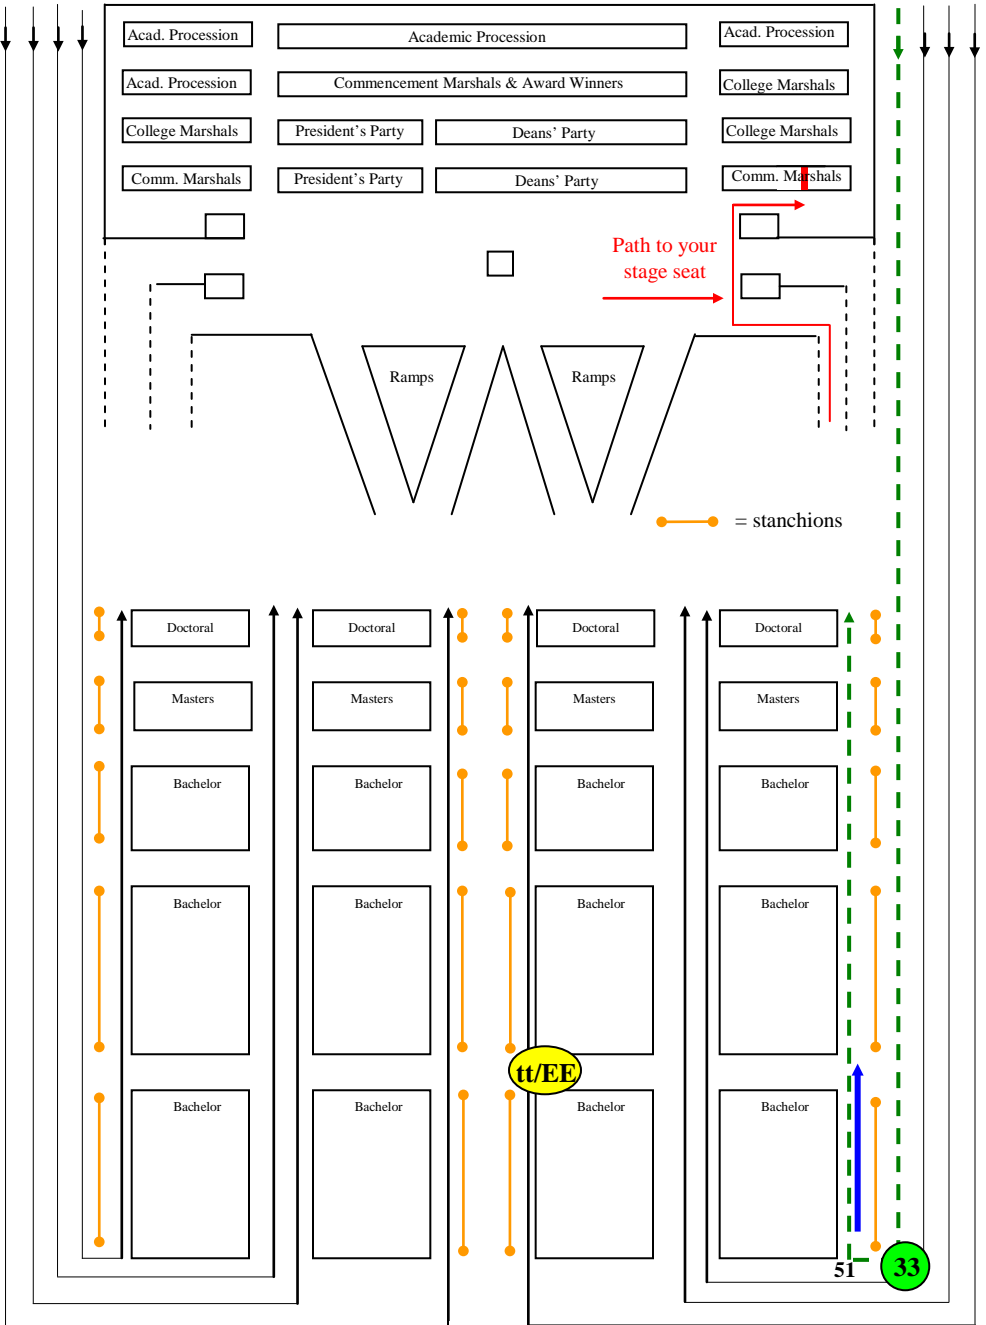 Acad. Procession
Academic Procession
Acad. Procession
Acad. Procession
Commencement Marshals & Award Winners
College Marshals
College Marshals
President's Party
Deans' Party
College Marshals
Comm. Marshals
President's Party
Deans' Party
Comm. Marshals
Path to your
stage seat
Ramps
Ramps
= stanchions
Doctoral
Doctoral
Doctoral
Doctoral
Masters
Masters
Masters
Masters
Bachelor
Bachelor
Bachelor
Bachelor
Bachelor
Bachelor
Bachelor
Bachelor
tt/EE
Bachelor
Bachelor
Bachelor
Bachelor
51
33